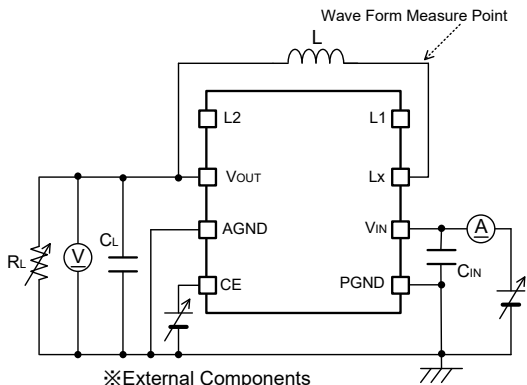 Wave Form Measure Point
L
L2
L1
VOUT
Lx
AGND
VIN
A
RL
V
CL
CIN
CE
PGND
※External Components